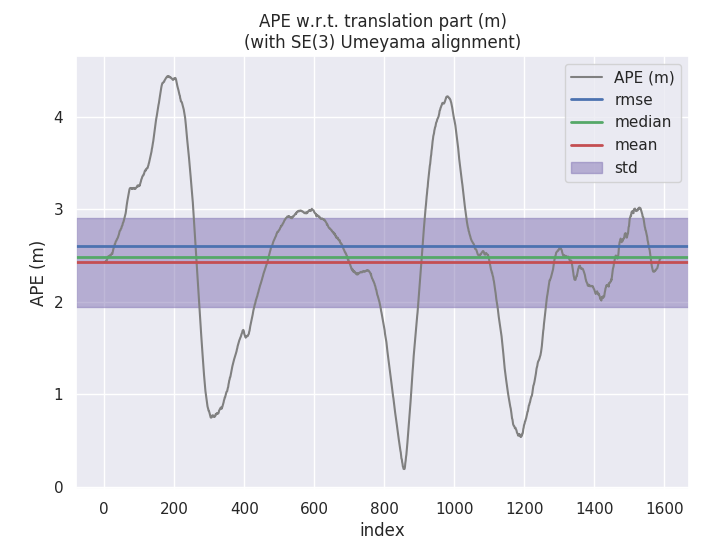 APE w.r.t. translation part (m)
(with SE(3) Umeyama alignment)
APE (m)
rmse
median
mean
std
APE (m)
4
3
2
1
0
0 200 400 600 800 1000 1200 1400 1600
index